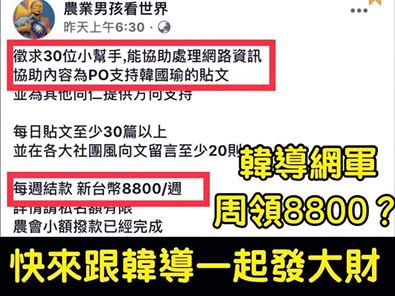 農業男孩看世界
昨天上午6:30
徵求30位小幫手,能協助處理網路資訊
協助內容為PO支持韓國瑜的貼文
並為其他同仁提供方向支持
每日貼文至少30篇以上
並在各大社團風向文留言至少20則
每週結款 新台幣8800/週
詳情請私名額有限
農會小額撥款已經完成
韓導網軍
周領8800？
快來跟韓導一起發大財